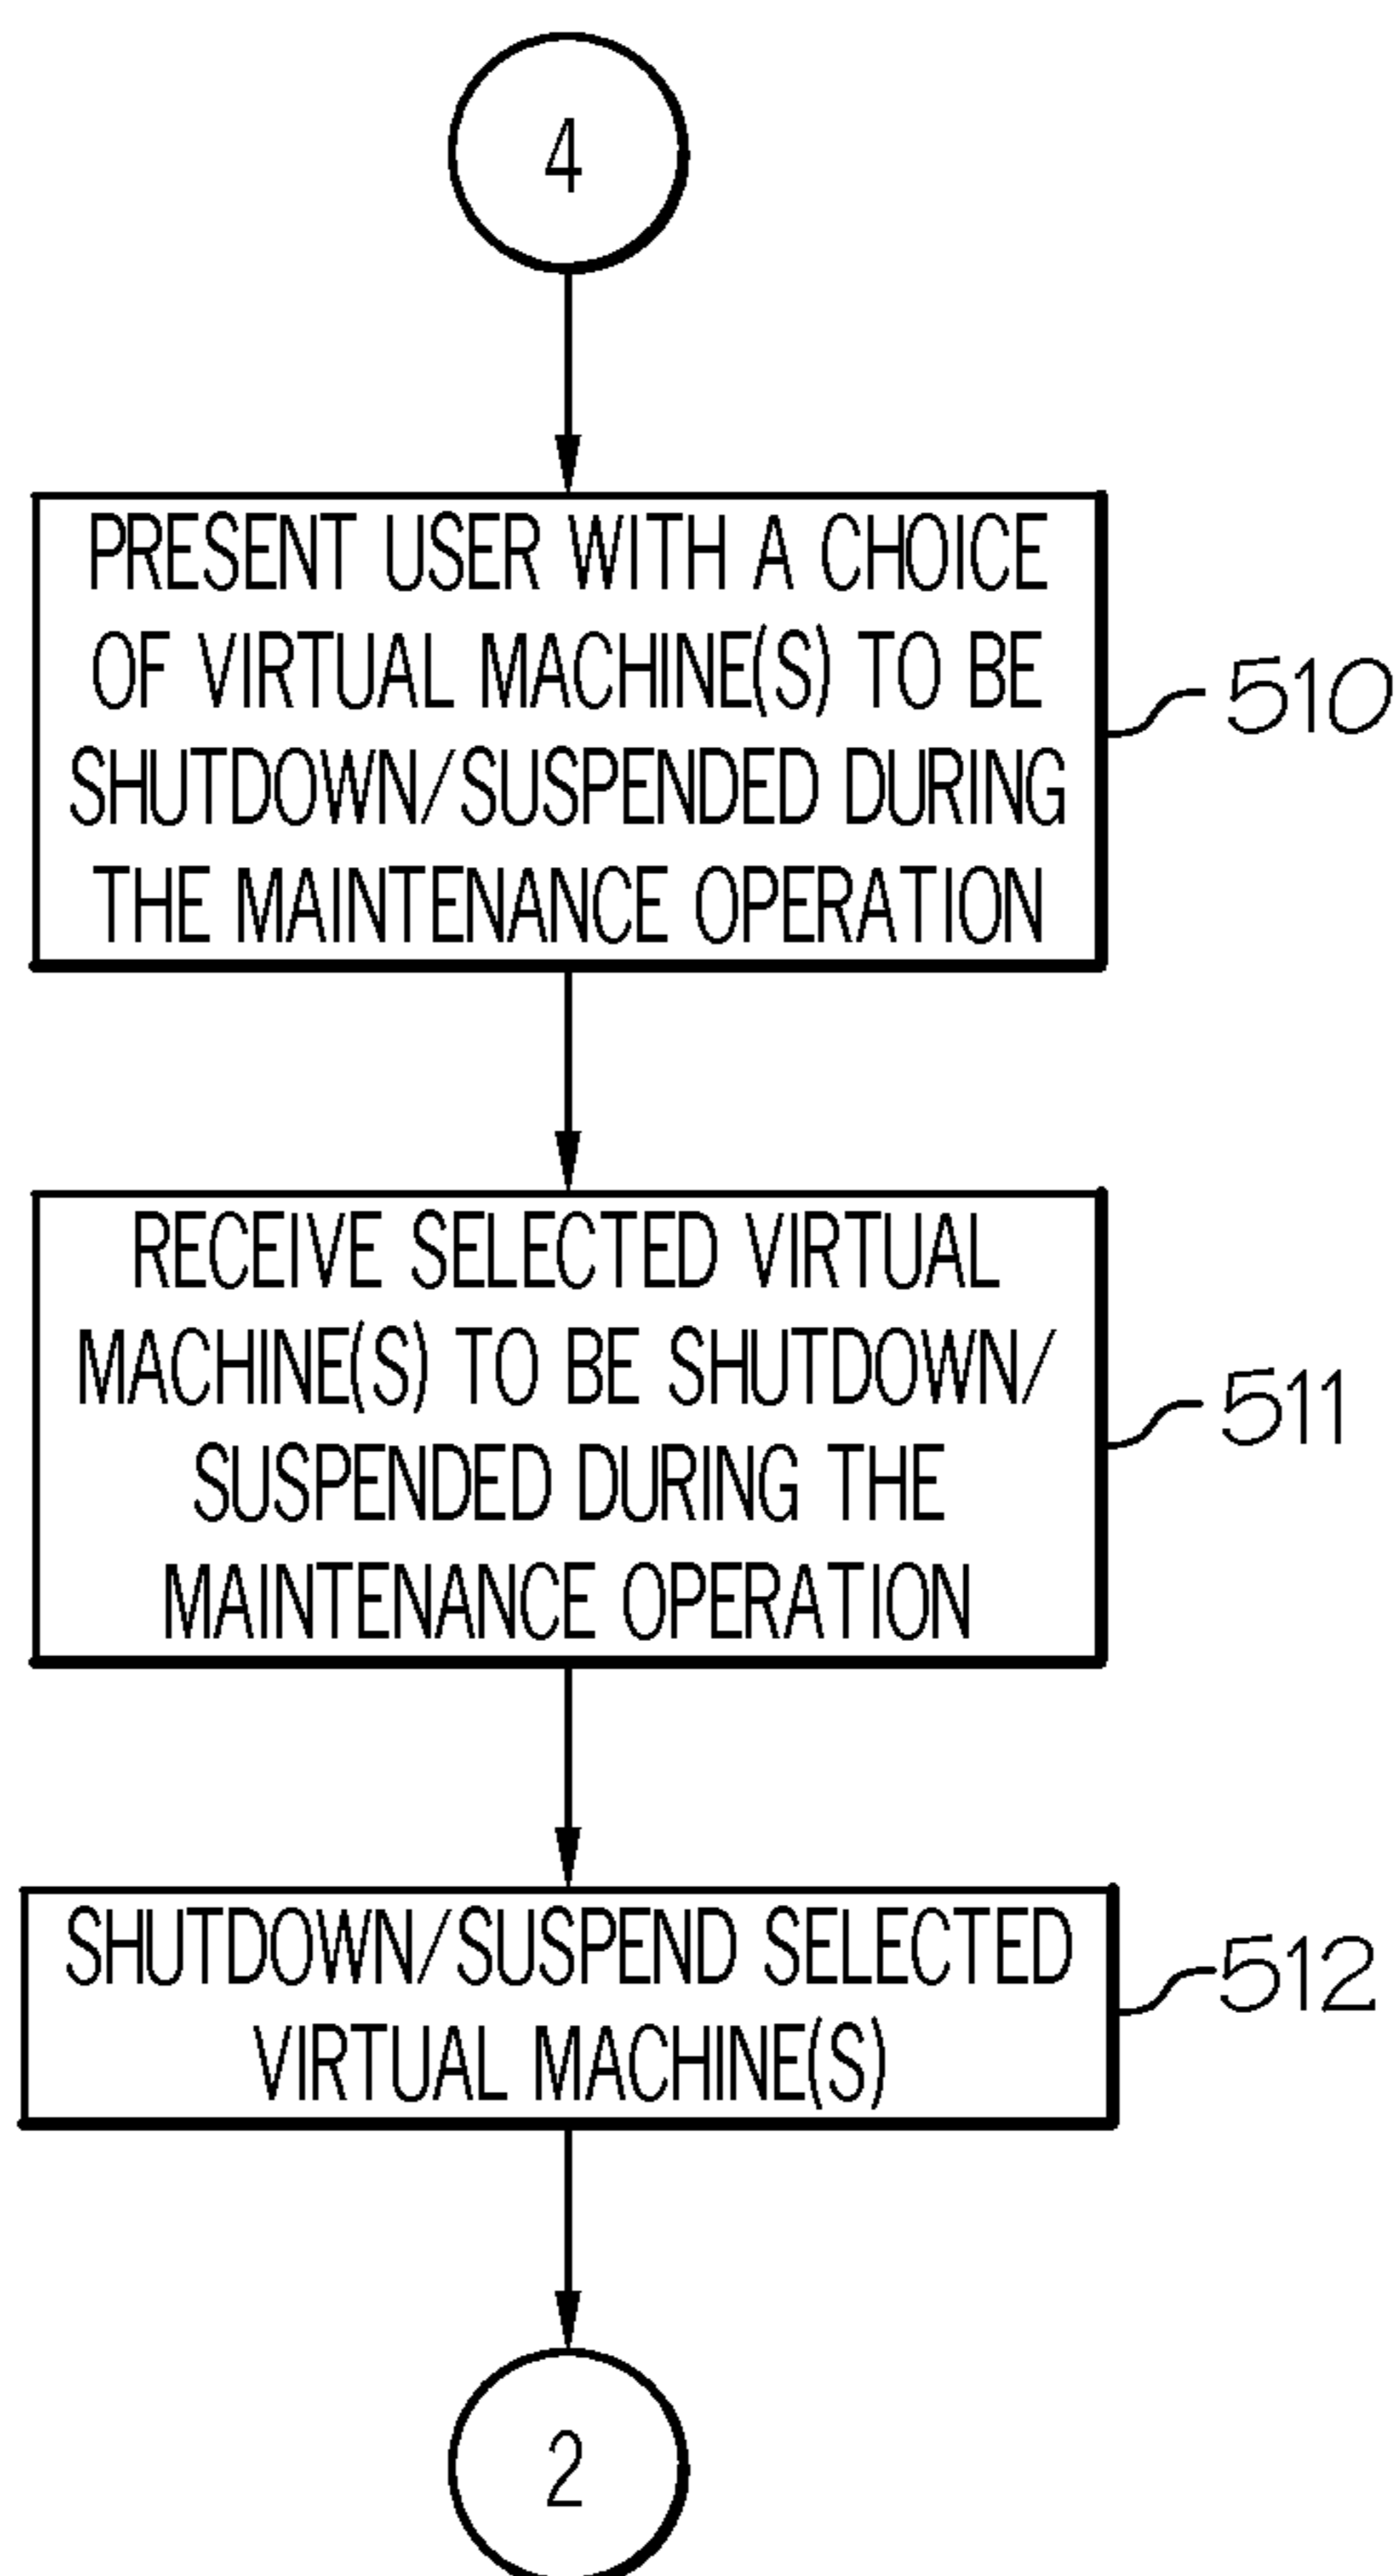 4
PRESENT USER WITH A CHOICE
OF VIRTUAL MACHINE(S) TO BE
SHUTDOWN/SUSPENDED DURING
THE MAINTENANCE OPERATION
510
RECEIVE SELECTED VIRTUAL
MACHINE(S) TO BE SHUTDOWN/
SUSPENDED DURING THE
MAINTENANCE OPERATION
511
SHUTDOWN/SUSPEND SELECTED
VIRTUAL MACHINE(S)
512
2